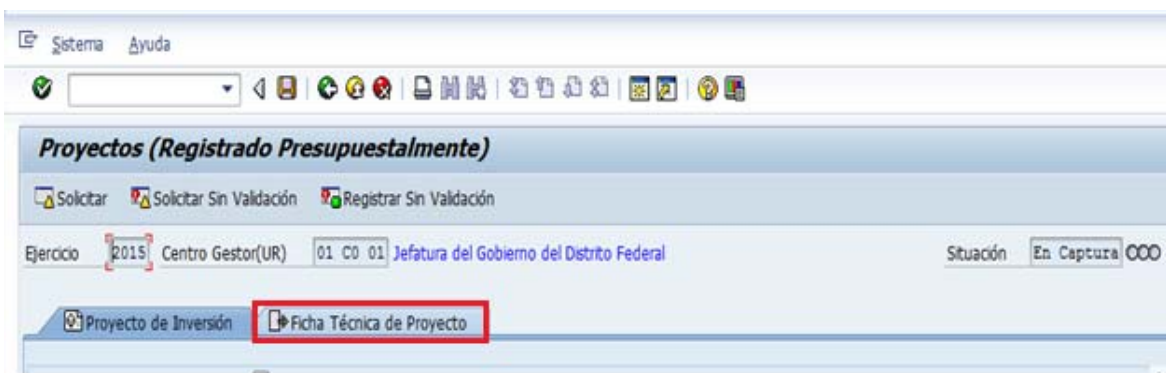 Sistema Ayuda
Proyectos (Registrado Presupuestalmente)
Solicitar Solicitar Sin Validación Registrar Sin Validación
Ejercicio 2015 Centro Gestor(UR) 01 C0 01 Jefatura del Gobierno del Distrito Federal Situación En Captura
Proyecto de Inversión Ficha Técnica de Proyecto